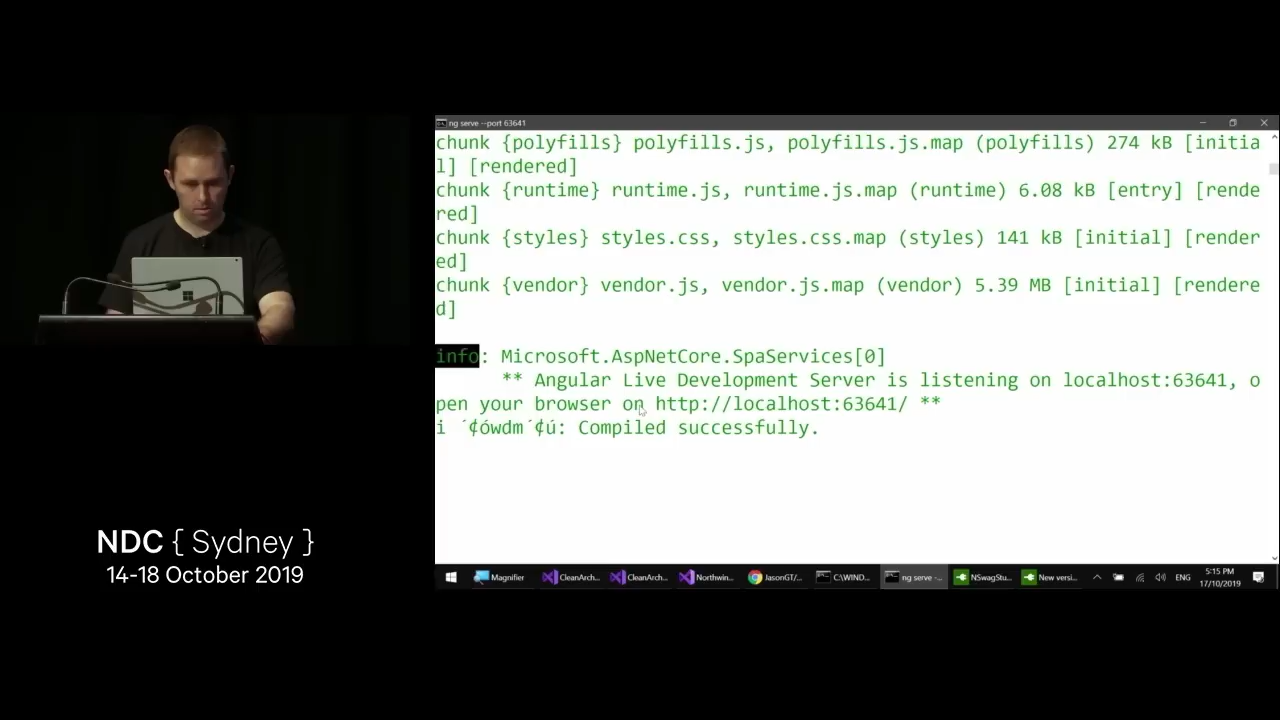 ng serve --port 63641
chunk {polyfills} polyfills.js, polyfills.js.map (polyfills) 274 kB [initia
l] [rendered]
chunk {runtime} runtime.js, runtime.js.map (runtime) 6.08 kB [entry] [rende
red]
chunk {styles} styles.css, styles.css.map (styles) 141 kB [initial] [render
ed]
chunk {vendor} vendor.js, vendor.js.map (vendor) 5.39 MB [initial] [rendere
d]
info: Microsoft.AspNetCore.SpaServices[0]
** Angular Live Development Server is listening on localhost:63641, o
pen your browser on http://localhost:63641/ **
i ´¢ówdm´¢ú: Compiled successfully.
NDC { Sydney }
14-18 October 2019
Magnifier CleanArch... CleanArch... Northwin... JasonGT/... C:\WIND... ng serve -... NSwagStu... New versi... ENG 5:15 PM
17/10/2019